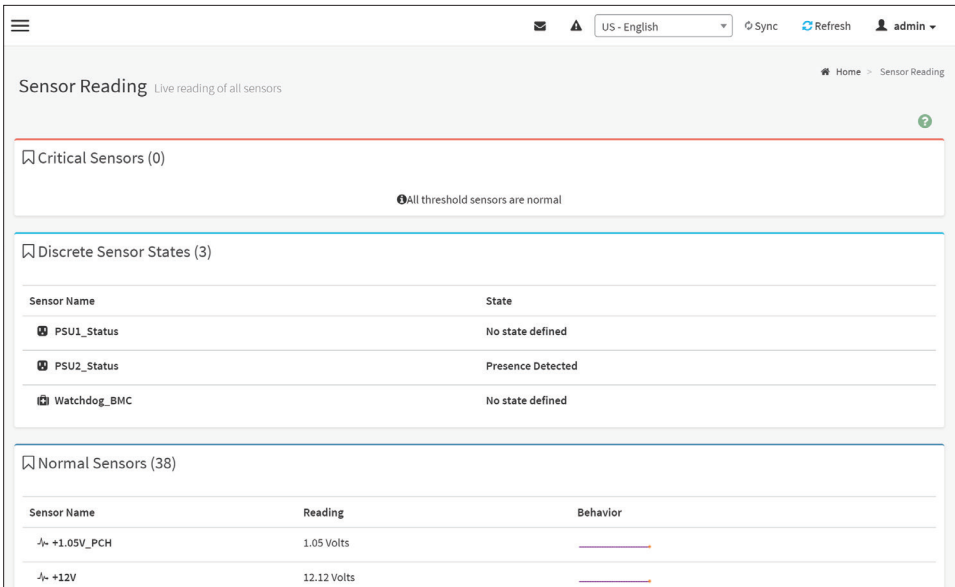 US - English
Sync
Refresh
admin
Sensor Reading Live reading of all sensors
Home > Sensor Reading
Critical Sensors (0)
All threshold sensors are normal
Discrete Sensor States (3)
Sensor Name State
PSU1_Status No state defined
PSU2_Status Presence Detected
Watchdog_BMC No state defined
Normal Sensors (38)
Sensor Name Reading Behavior
+1.05V_PCH 1.05 Volts
+12V 12.12 Volts